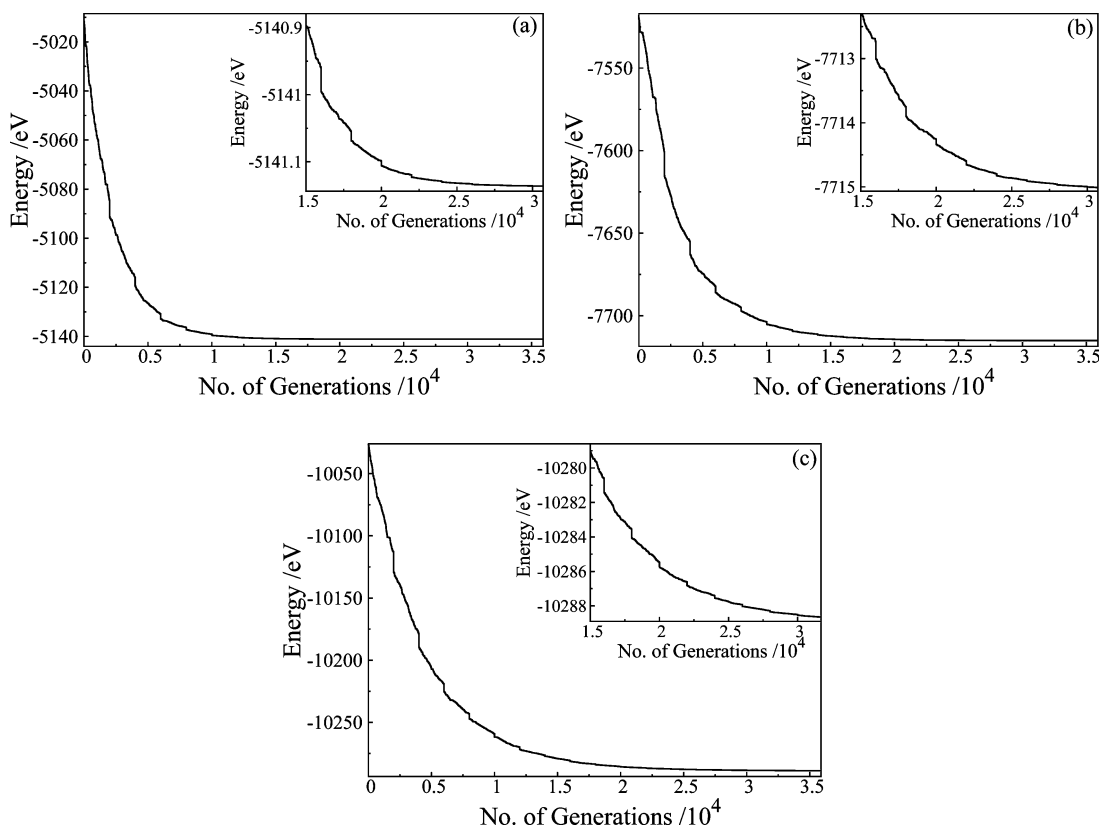 (a)
Energy /eV
-5020
-5040
-5060
-5080
-5100
-5120
-5140
0 0.5 1 1.5 2 2.5 3 3.5
No. of Generations /10⁴
Energy /eV
-5140.9
-5141
-5141.1
1.5 2 2.5 3
No. of Generations /10⁴
(b)
Energy /eV
-7550
-7600
-7650
-7700
0 0.5 1 1.5 2 2.5 3 3.5
No. of Generations /10⁴
Energy /eV
-7713
-7714
-7715
1.5 2 2.5 3
No. of Generations /10⁴
(c)
Energy /eV
-10050
-10100
-10150
-10200
-10250
0 0.5 1 1.5 2 2.5 3 3.5
No. of Generations /10⁴
Energy /eV
-10280
-10282
-10284
-10286
-10288
1.5 2 2.5 3
No. of Generations /10⁴